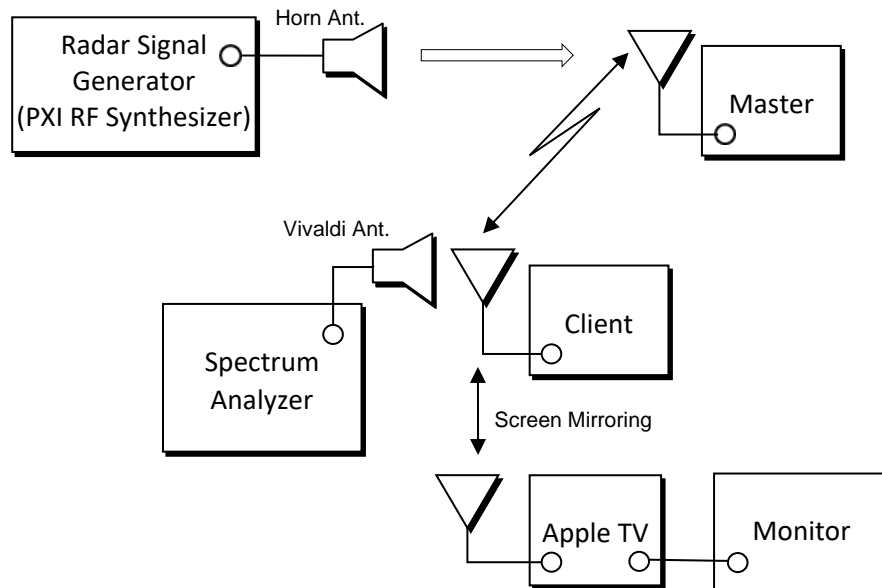 Horn Ant.
Radar Signal
Generator
(PXI RF Synthesizer)
Master
Vivaldi Ant.
Client
Spectrum
Analyzer
Screen Mirroring
Apple TV
Monitor